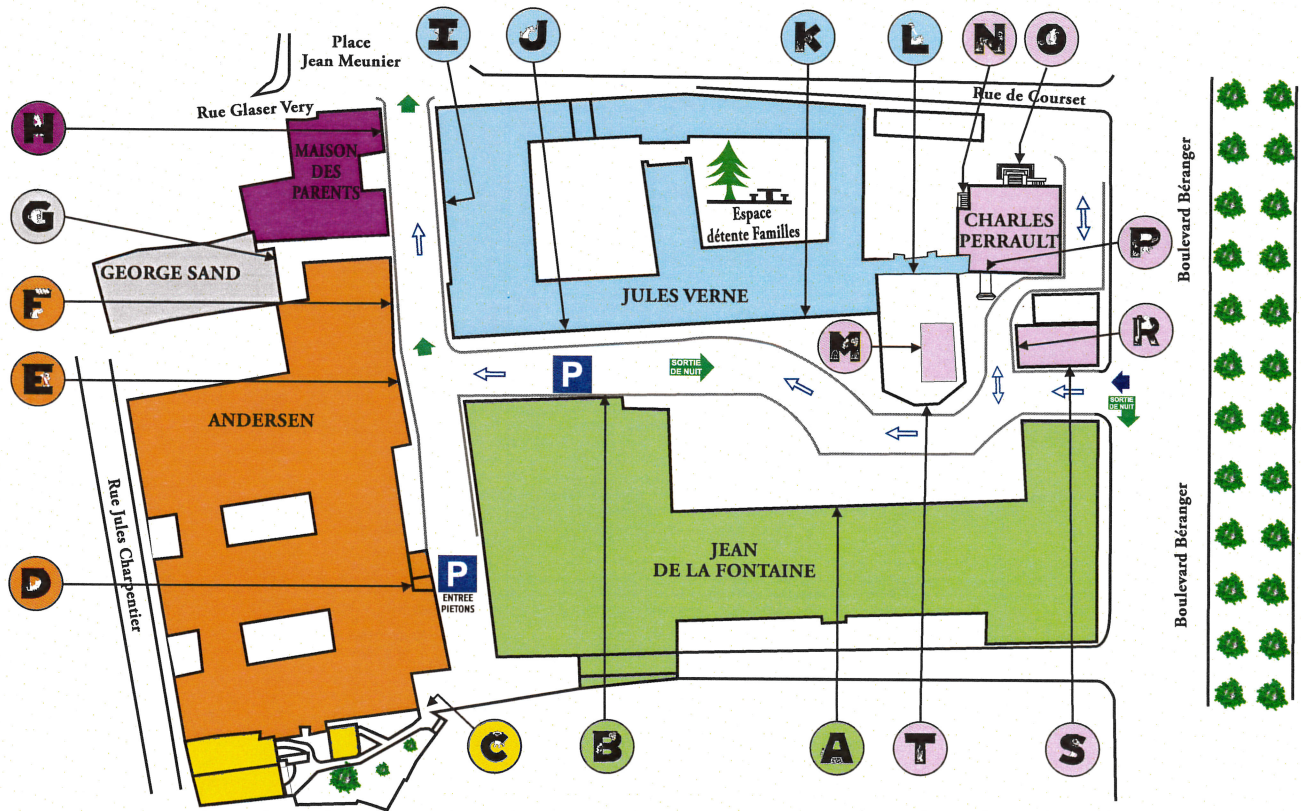 Place
Jean Meunier
I
J
K
L
N
O
Rue Glaser Very
Rue de Courset
H
MAISON
DES
PARENTS
G
GEORGE SAND
Espace
détente Familles
CHARLES
PERRAULT
P
Boulevard Béranger
F
JULES VERNE
M
R
E
P
SORTIE
DE NUIT
SORTIE
DE NUIT
ANDERSEN
Rue Jules Charpentier
JEAN
DE LA FONTAINE
Boulevard Béranger
D
P
ENTREE
PIETONS
C
B
A
T
S